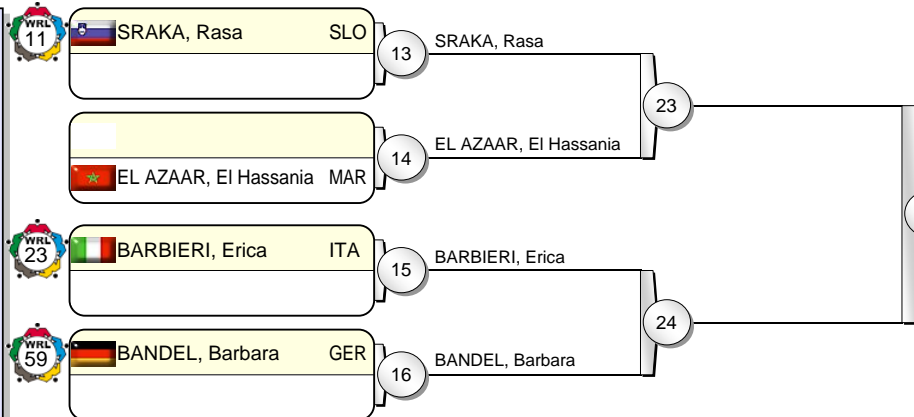 WRL
11
SRAKA, Rasa SLO
13
SRAKA, Rasa
23
14
EL AZAAR, El Hassania
EL AZAAR, El Hassania MAR
WRL
23
BARBIERI, Erica ITA
15
BARBIERI, Erica
24
WRL
59
BANDEL, Barbara GER
16
BANDEL, Barbara